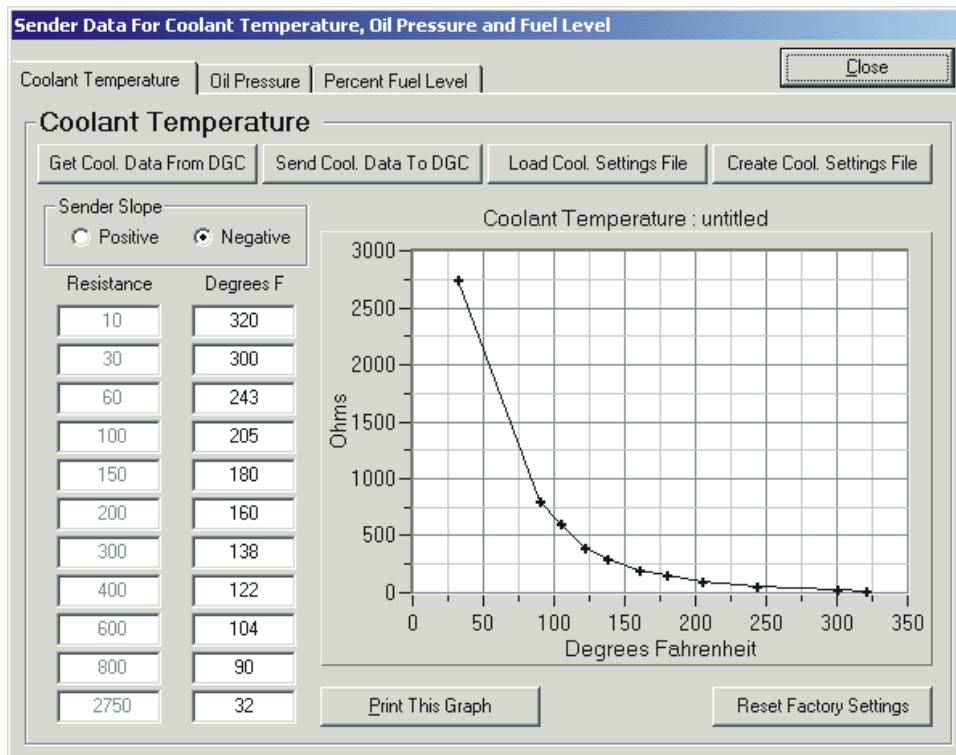 Sender Data For Coolant Temperature, Oil Pressure and Fuel Level
Close
Coolant Temperature
Oil Pressure
Percent Fuel Level
Coolant Temperature
Get Cool. Data From DGC
Send Cool. Data To DGC
Load Cool. Settings File
Create Cool. Settings File
Sender Slope
Positive
Negative
Resistance Degrees F
10 320
30 300
60 243
100 205
150 180
200 160
300 138
400 122
600 104
800 90
2750 32
Coolant Temperature : untitled
Ohms
3000
2500
2000
1500
1000
500
0
0 50 100 150 200 250 300 350
Degrees Fahrenheit
Print This Graph
Reset Factory Settings